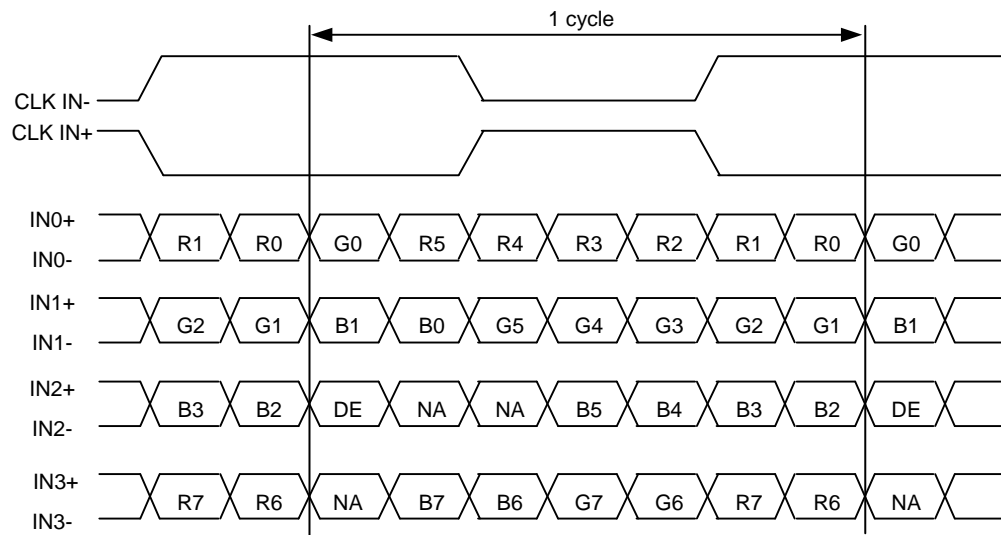 1 cycle
CLK IN-
CLK IN+
IN0+
R1 R0 G0 R5 R4 R3 R2 R1 R0 G0
IN0-
IN1+
G2 G1 B1 B0 G5 G4 G3 G2 G1 B1
IN1-
IN2+
B3 B2 DE NA NA B5 B4 B3 B2 DE
IN2-
IN3+
R7 R6 NA B7 B6 G7 G6 R7 R6 NA
IN3-